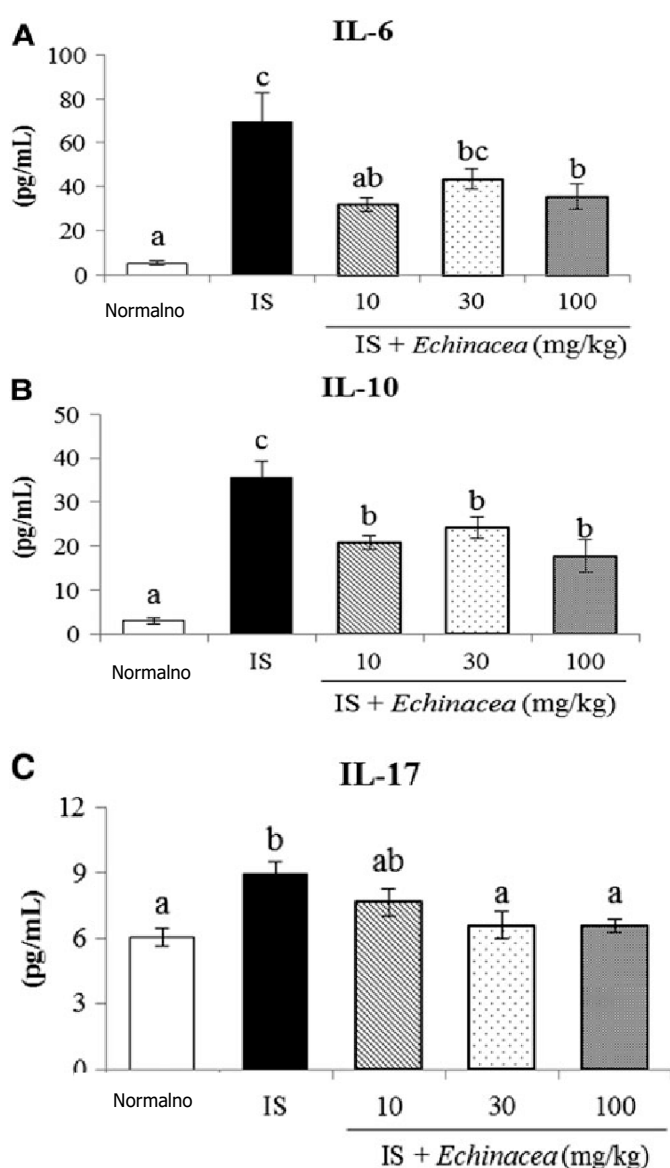 A
IL-6
100
80
60
40
20
0
(pg/mL)
a
c
ab
bc
b
Normalno
IS
10
30
100
IS + Echinacea (mg/kg)
B
IL-10
50
40
30
20
10
0
(pg/mL)
a
c
b
b
b
Normalno
IS
10
30
100
IS + Echinacea (mg/kg)
C
IL-17
12
9
6
3
0
(pg/mL)
a
b
ab
a
a
Normalno
IS
10
30
100
IS + Echinacea (mg/kg)